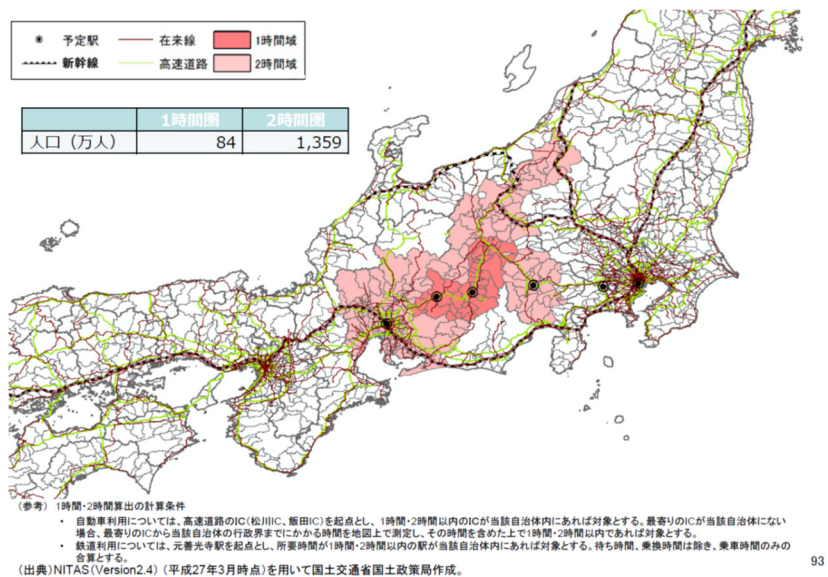 予定駅 在来線 1時間域
新幹線 高速道路 2時間域
1時間圏 2時間圏
人口（万人） 84 1,359
（参考） 1時間・2時間算出の計算条件
・ 自動車利用については、高速道路のIC（松川IC、飯田IC）を起点とし、1時間・2時間以内のICが当該自治体内にあれば対象とする。最寄りのICが当該自治体にない
場合、最寄りのICから当該自治体の行政界までにかかる時間を地図上で測定し、その時間を含めた上で1時間・2時間以内であれば対象とする。
・ 鉄道利用については、元善光寺駅を起点とし、所要時間が1時間・2時間以内の駅が当該自治体内にあれば対象とする。待ち時間、乗換時間は除き、乗車時間のみの
合算とする。
（出典）NITAS（Version2.4）（平成27年3月時点）を用いて国土交通省国土政策局作成。
93